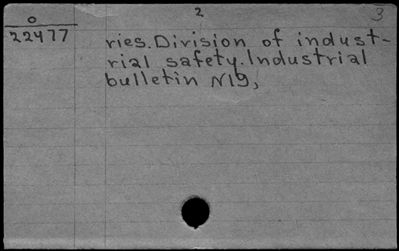 2 3
0
22477
ries. Division of indust-
rial safety. Industrial
bulletin N19,